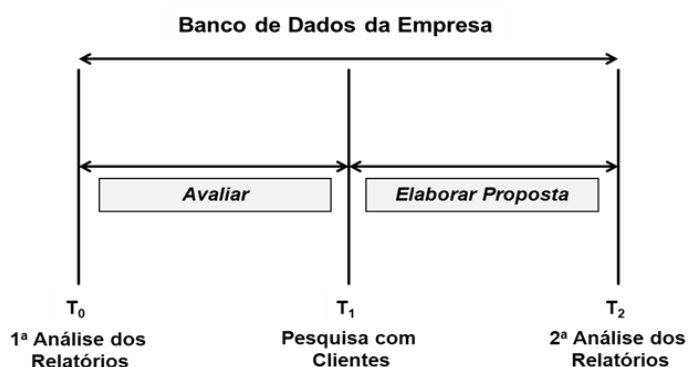 Banco de Dados da Empresa
Avaliar
Elaborar Proposta
T₀
1ª Análise dos
Relatórios
T₁
Pesquisa com
Clientes
T₂
2ª Análise dos
Relatórios